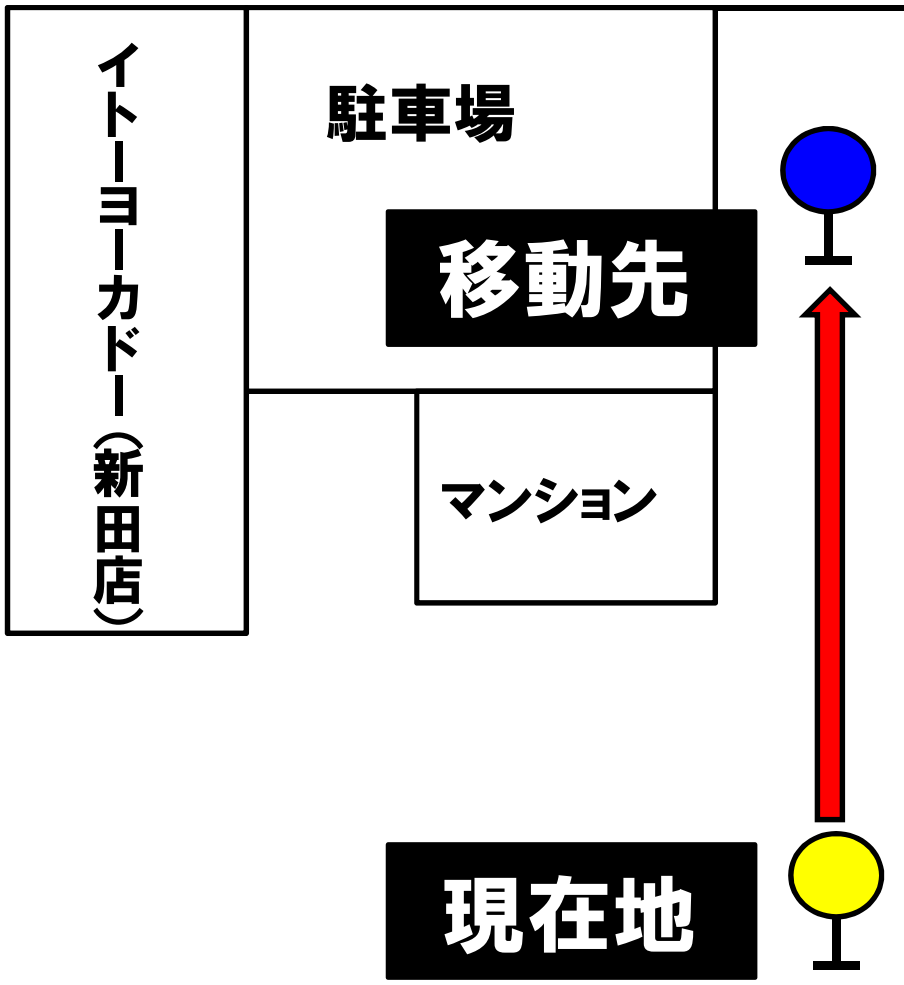 イトーヨーカドー(新田店)
駐車場
移動先
マンション
現在地